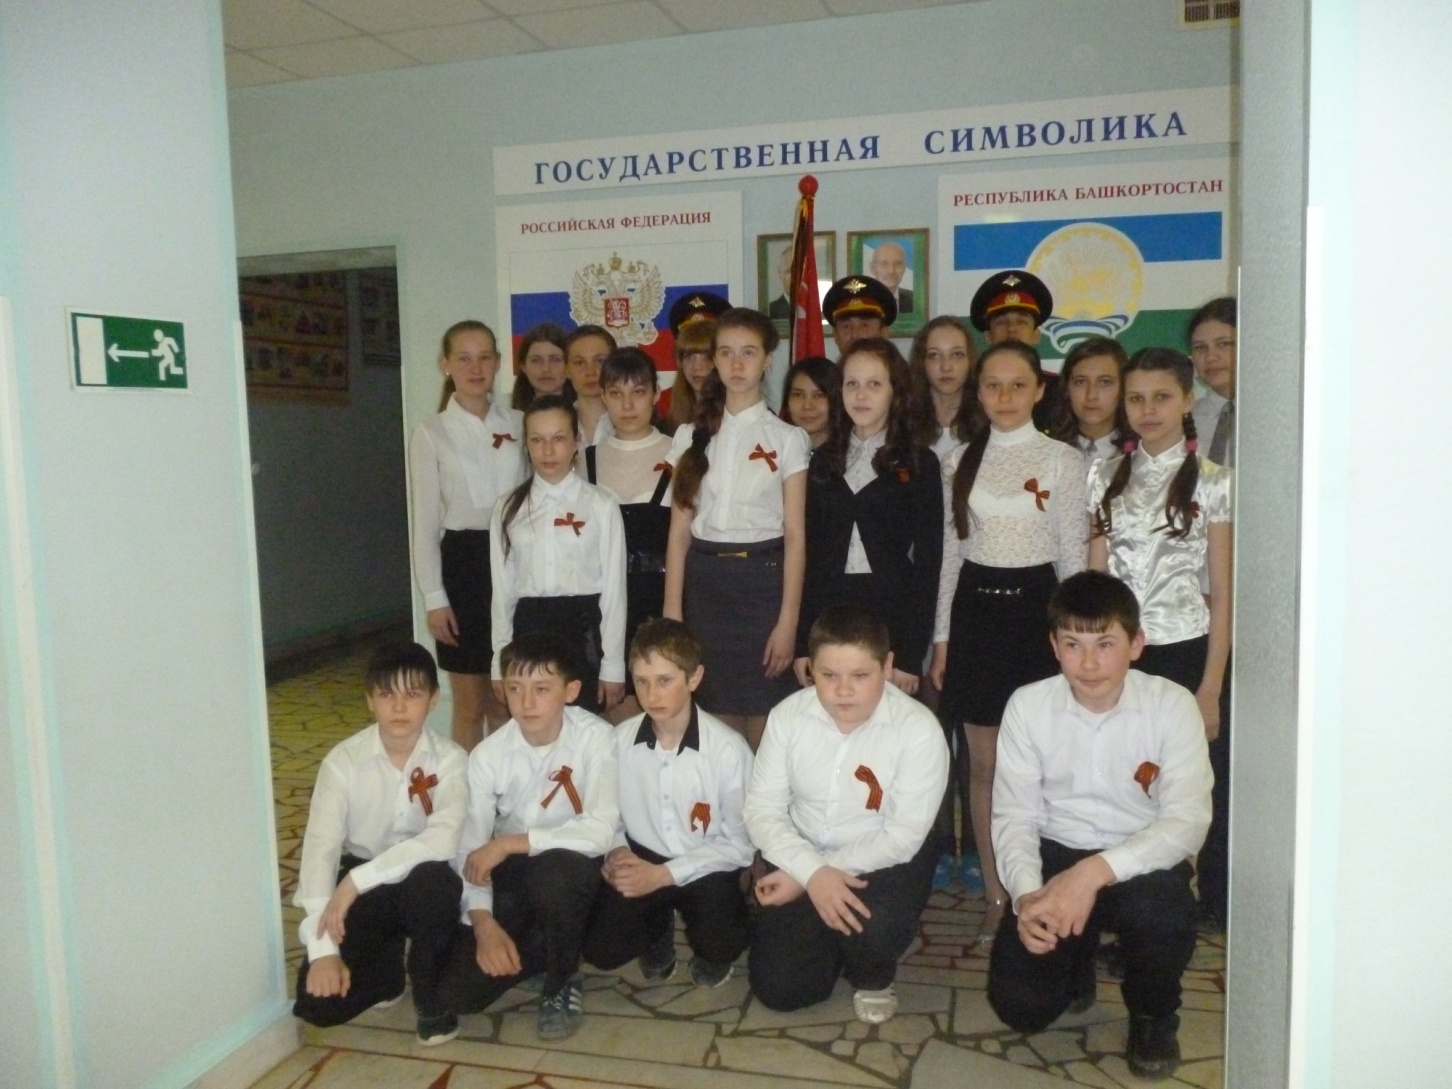 ГОСУДАРСТВЕННАЯ СИМВОЛИКА
РОССИЙСКАЯ ФЕДЕРАЦИЯ
РЕСПУБЛИКА БАШКОРТОСТАН